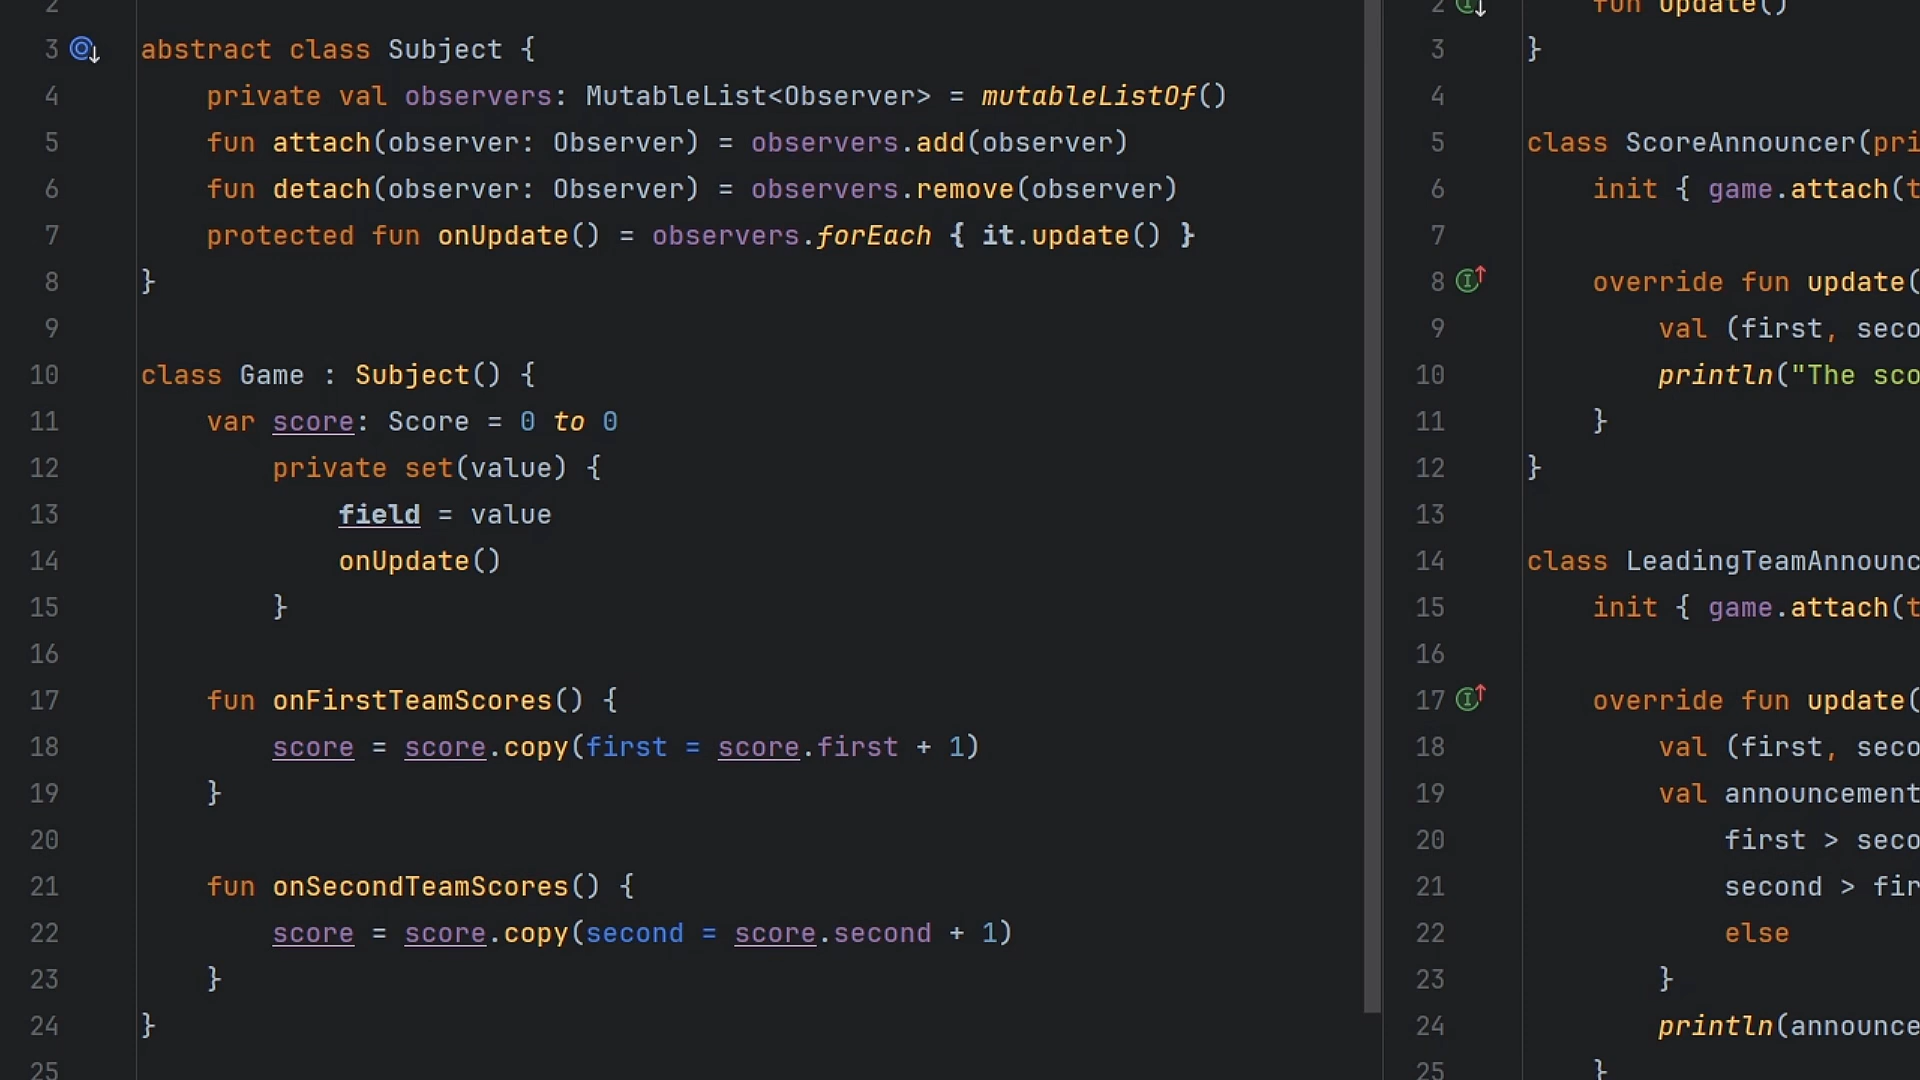 2
3 abstract class Subject {
4 private val observers: MutableList<Observer> = mutableListOf()
5 fun attach(observer: Observer) = observers.add(observer)
6 fun detach(observer: Observer) = observers.remove(observer)
7 protected fun onUpdate() = observers.forEach { it.update() }
8 }
9
10 class Game : Subject() {
11 var score: Score = 0 to 0
12 private set(value) {
13 field = value
14 onUpdate()
15 }
16
17 fun onFirstTeamScores() {
18 score = score.copy(first = score.first + 1)
19 }
20
21 fun onSecondTeamScores() {
22 score = score.copy(second = score.second + 1)
23 }
24 }
25
2 fun update()
3 }
4
5 class ScoreAnnouncer(pri
6 init { game.attach(t
7
8 override fun update(
9 val (first, seco
10 println("The sco
11 }
12 }
13
14 class LeadingTeamAnnounc
15 init { game.attach(t
16
17 override fun update(
18 val (first, seco
19 val announcement
20 first > seco
21 second > fir
22 else
23 }
24 println(announce
25 }